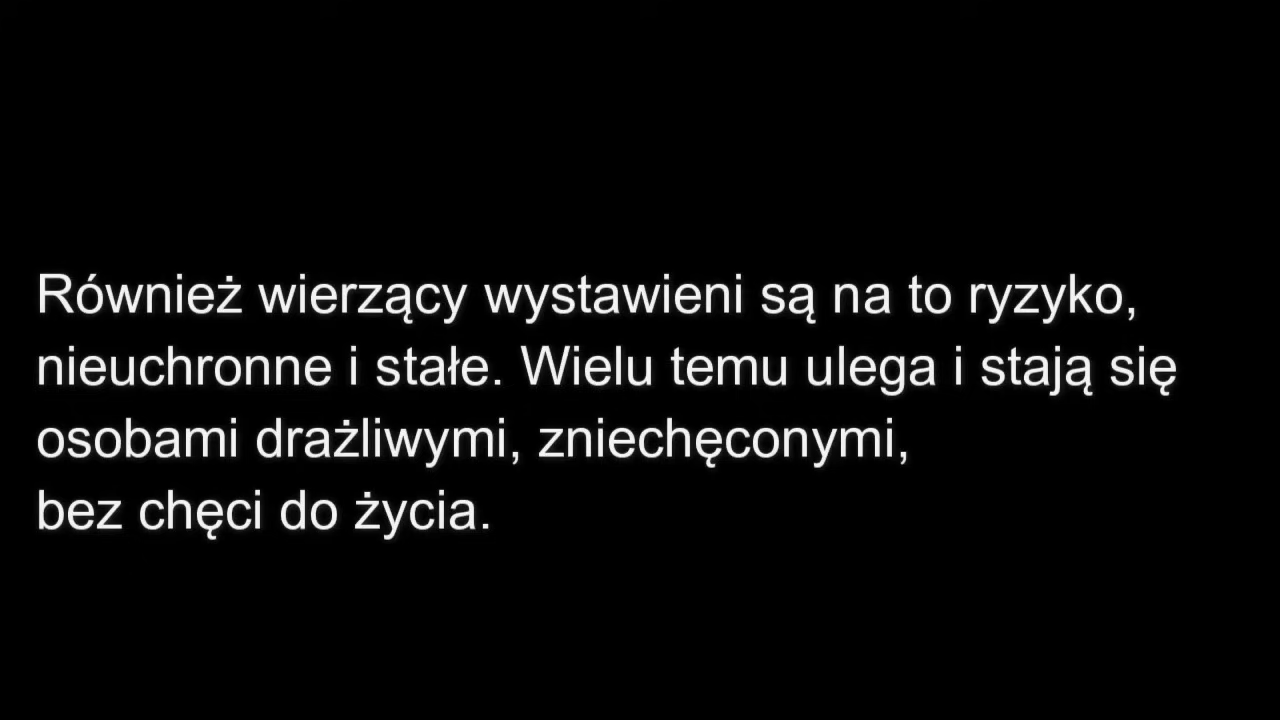 Również wierzący wystawieni są na to ryzyko,
nieuchronne i stałe. Wielu temu ulega i stają się
osobami drażliwymi, zniechęconymi,
bez chęci do życia.